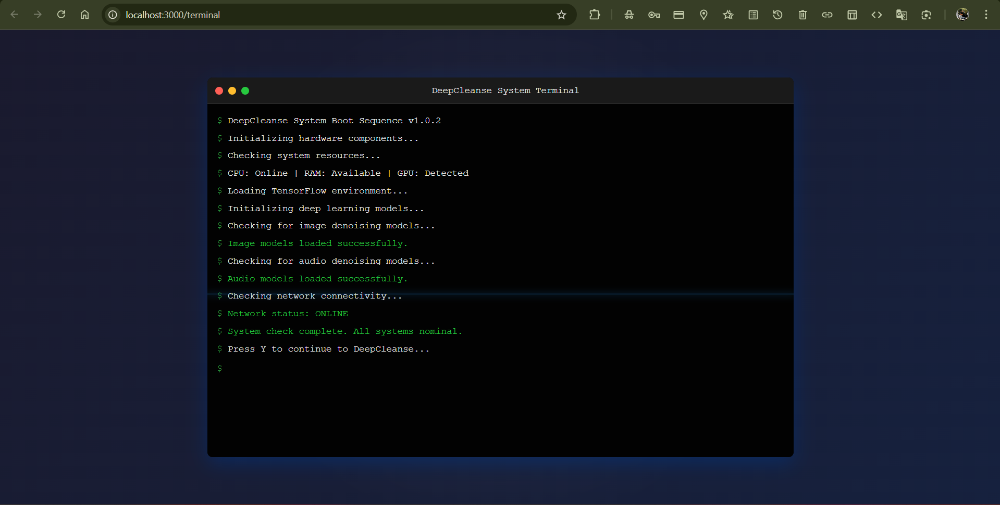 localhost:3000/terminal
DeepCleanse System Terminal
$ DeepCleanse System Boot Sequence v1.0.2
$ Initializing hardware components...
$ Checking system resources...
$ CPU: Online | RAM: Available | GPU: Detected
$ Loading TensorFlow environment...
$ Initializing deep learning models...
$ Checking for image denoising models...
$ Image models loaded successfully.
$ Checking for audio denoising models...
$ Audio models loaded successfully.
$ Checking network connectivity...
$ Network status: ONLINE
$ System check complete. All systems nominal.
$ Press Y to continue to DeepCleanse...
$